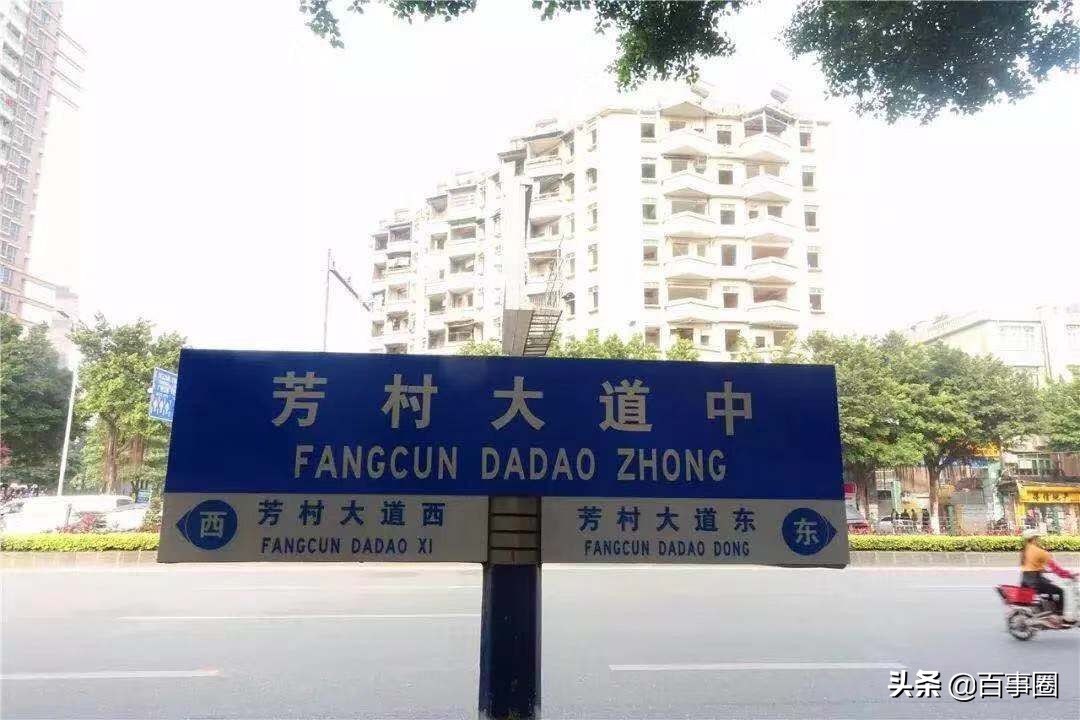 芳村大道中
FANGCUN DADAO ZHONG
西
芳村大道西
FANGCUN DADAO XI
芳村大道东
FANGCUN DADAO DONG
东
头条 @百事圈